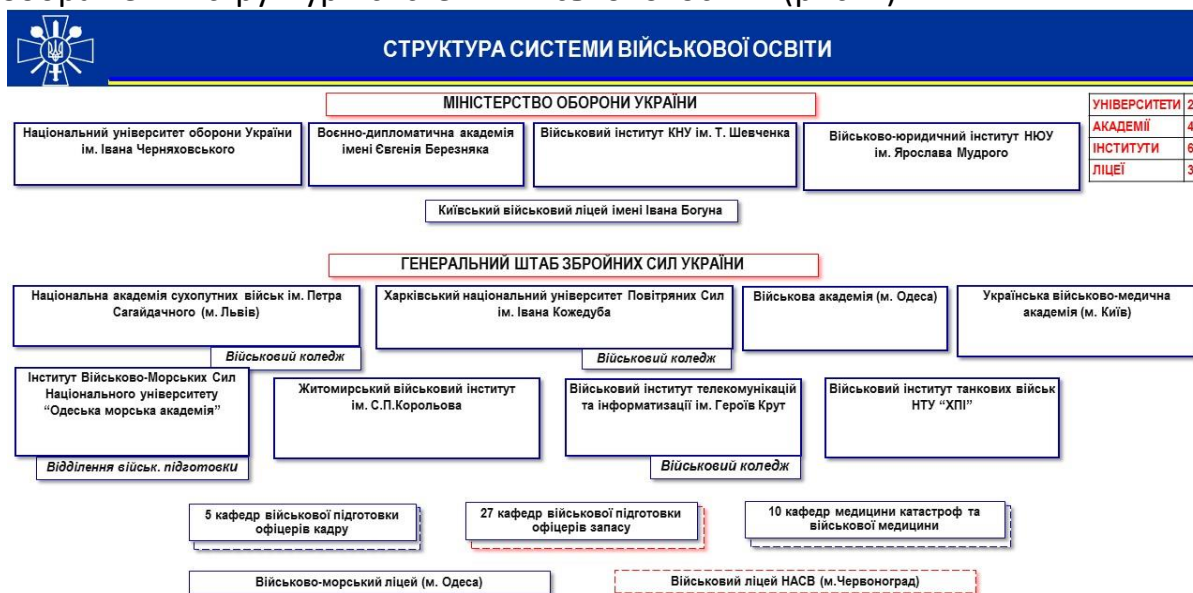 СТРУКТУРА СИСТЕМИ ВІЙСЬКОВОЇ ОСВІТИ
МІНІСТЕРСТВО ОБОРОНИ УКРАЇНИ
УНІВЕРСИТЕТИ 2
АКАДЕМІЇ 4
ІНСТИТУТИ 6
ЛІЦЕЇ 3
Національний університет оборони України
ім. Івана Черняховського
Воєнно-дипломатична академія
імені Євгенія Березняка
Військовий інститут КНУ ім. Т. Шевченка
Військово-юридичний інститут НЮУ
ім. Ярослава Мудрого
Київський військовий ліцей імені Івана Богуна
ГЕНЕРАЛЬНИЙ ШТАБ ЗБРОЙНИХ СИЛ УКРАЇНИ
Національна академія сухопутних військ ім. Петра
Сагайдачного (м. Львів)
Військовий коледж
Харківський національний університет Повітряних Сил
ім. Івана Кожедуба
Військовий коледж
Військова академія (м. Одеса)
Українська військово-медична
академія (м. Київ)
Інститут Військово-Морських Сил
Національного університету
“Одеська морська академія”
Відділення військ. підготовки
Житомирський військовий інститут
ім. С.П.Корольова
Військовий інститут телекомунікацій
та інформатизації ім. Героїв Крут
Військовий коледж
Військовий інститут танкових військ
НТУ “ХПІ”
5 кафедр військової підготовки
офіцерів кадру
27 кафедр військової підготовки
офіцерів запасу
10 кафедр медицини катастроф та
військової медицини
Військово-морський ліцей (м. Одеса)
Військовий ліцей НАСВ (м.Червоноград)